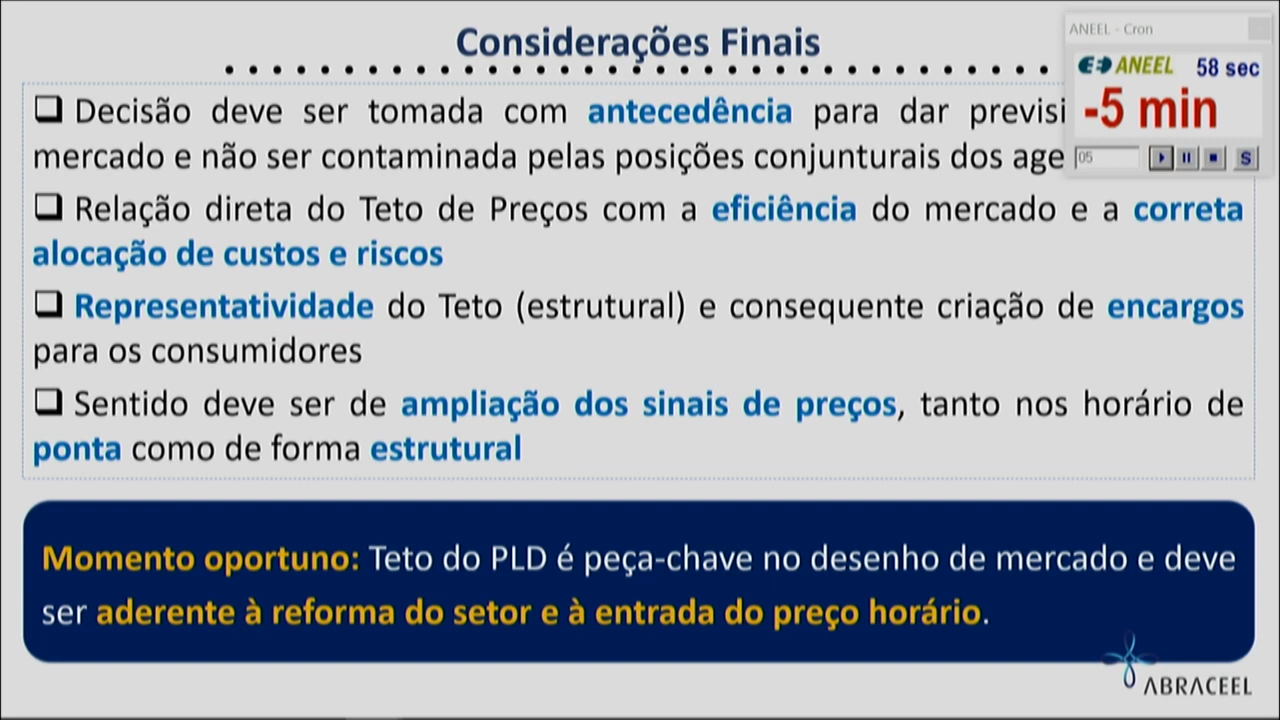 Considerações Finais
ANEEL - Cron
ANEEL 58 sec
-5 min
05
S
Decisão deve ser tomada com antecedência para dar
mercado e não ser contaminada pelas posições conjunturais dos
Relação direta do Teto de Preços com a eficiência do mercado e a correta
alocação de custos e riscos
Representatividade do Teto (estrutural) e consequente criação de encargos
para os consumidores
Sentido deve ser de ampliação dos sinais de preços, tanto nos horário de
ponta como de forma estrutural
Momento oportuno: Teto do PLD é peça-chave no desenho de mercado e deve
ser aderente à reforma do setor e à entrada do preço horário.
ABRACEEL